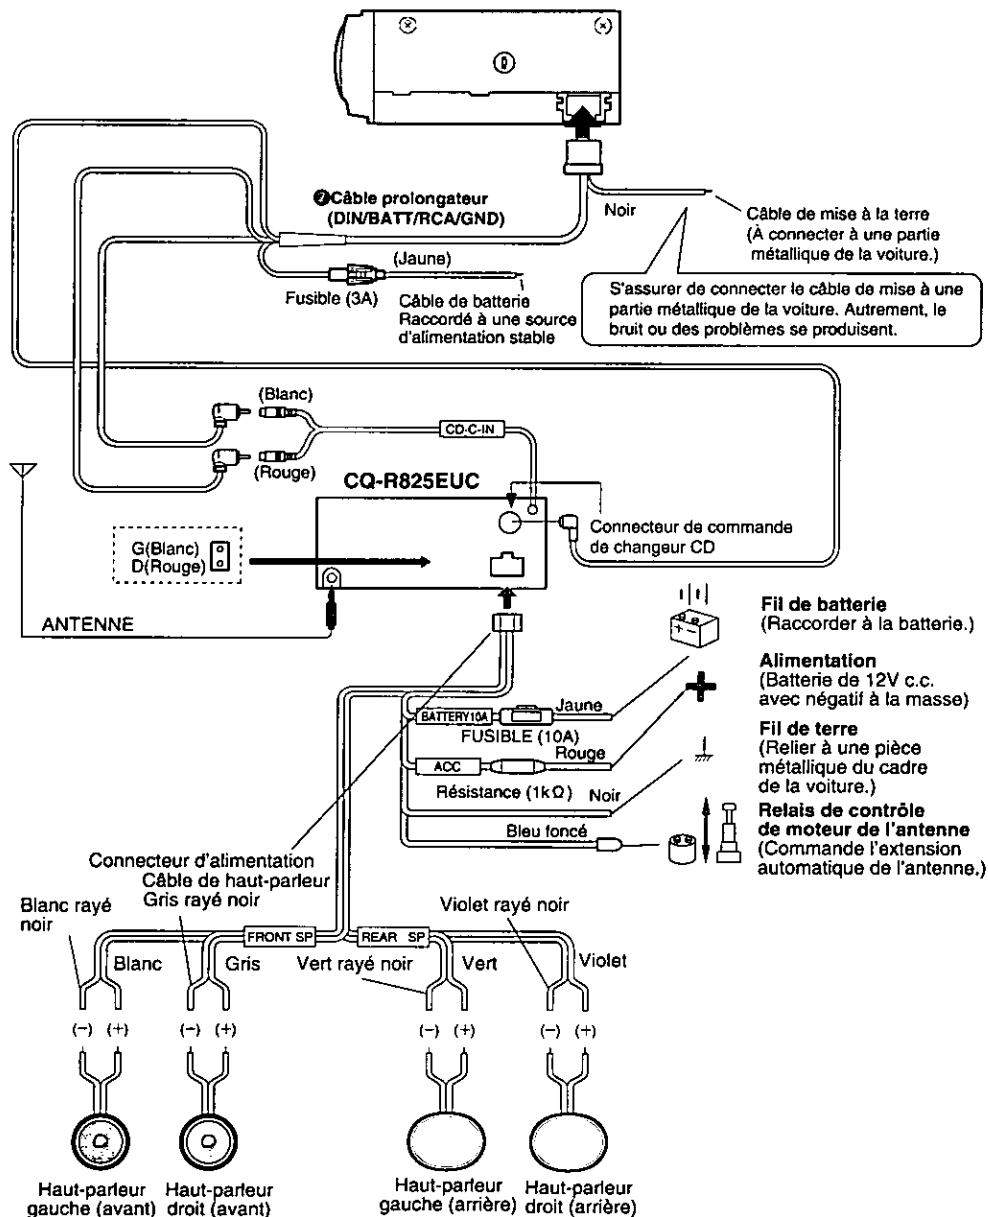 ❷Câble prolongateur
(DIN/BATT/RCA/GND)
Noir
Câble de mise à la terre
(À connecter à une partie
métallique de la voiture.)
(Jaune)
Fusible (3A)
Câble de batterie
Raccordé à une source
d'alimentation stable
S'assurer de connecter le câble de mise à une
partie métallique de la voiture. Autrement, le
bruit ou des problèmes se produisent.
(Blanc)
CD·C-IN
(Rouge)
CQ-R825EUC
Connecteur de commande
de changeur CD
G(Blanc)
D(Rouge)
ANTENNE
Fil de batterie
(Raccorder à la batterie.)
Jaune
BATTERY10A
FUSIBLE (10A)
Alimentation
(Batterie de 12V c.c.
avec négatif à la masse)
Rouge
ACC
Résistance (1kΩ)
Fil de terre
(Relier à une pièce
métallique du cadre
de la voiture.)
Noir
Bleu foncé
Relais de contrôle
de moteur de l'antenne
(Commande l'extension
automatique de l'antenne.)
Connecteur d'alimentation
Câble de haut-parleur
Gris rayé noir
Blanc rayé
noir
Violet rayé noir
FRONT SP
REAR SP
Blanc
Gris
Vert rayé noir
Vert
Violet
(−) (+) (−) (+) (−) (+) (−) (+)
Haut-parleur
gauche (avant)
Haut-parleur
droit (avant)
Haut-parleur
gauche (arrière)
Haut-parleur
droit (arrière)